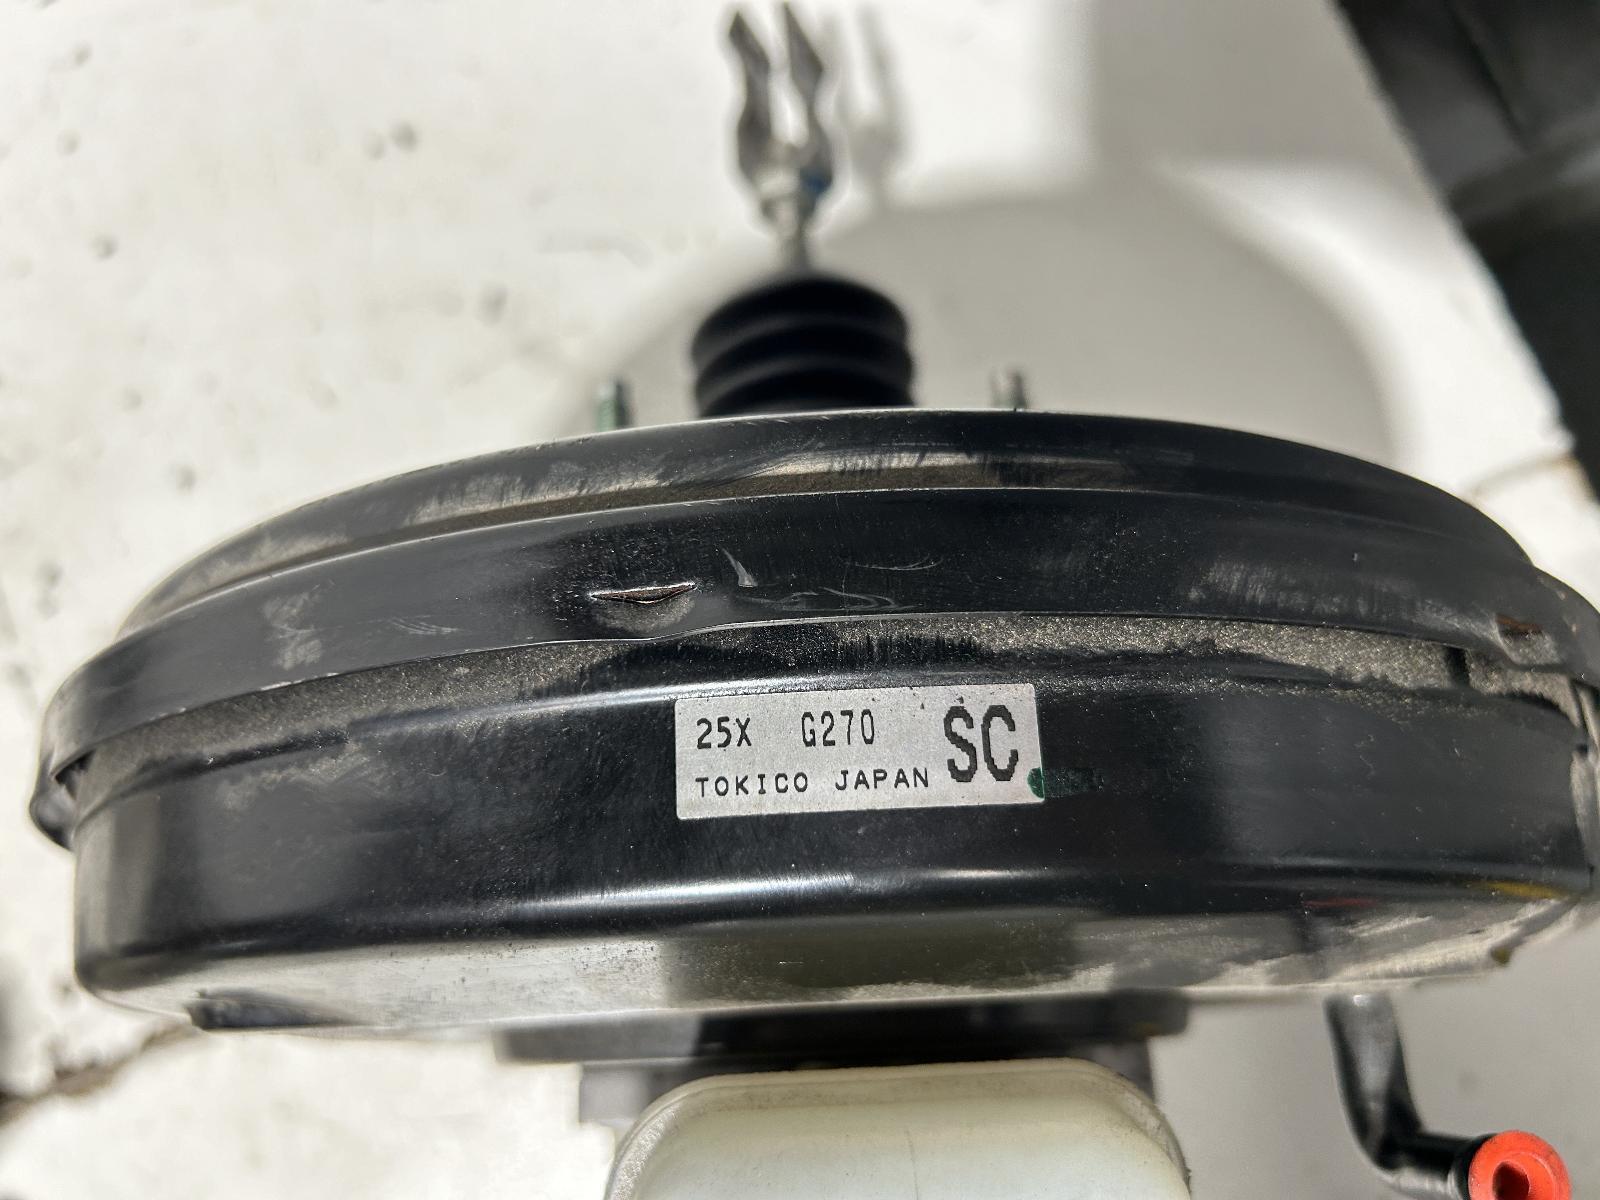 25X G270 SC
TOKICO JAPAN